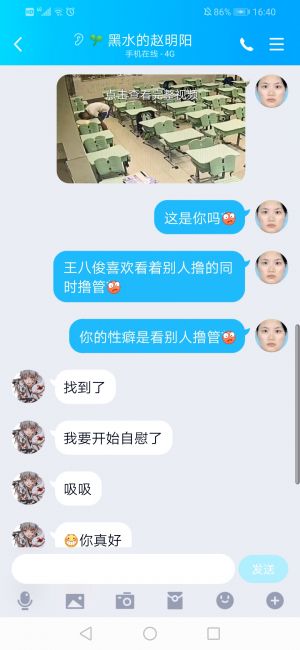 HD 4G 86% 16:40
黑水的赵明阳
手机在线 - 4G
点击查看完整视频
这是你吗
王八俊喜欢看着别人撸的同
时撸管
你的性癖是看别人撸管
找到了
我要开始自慰了
吸吸
你真好
发送